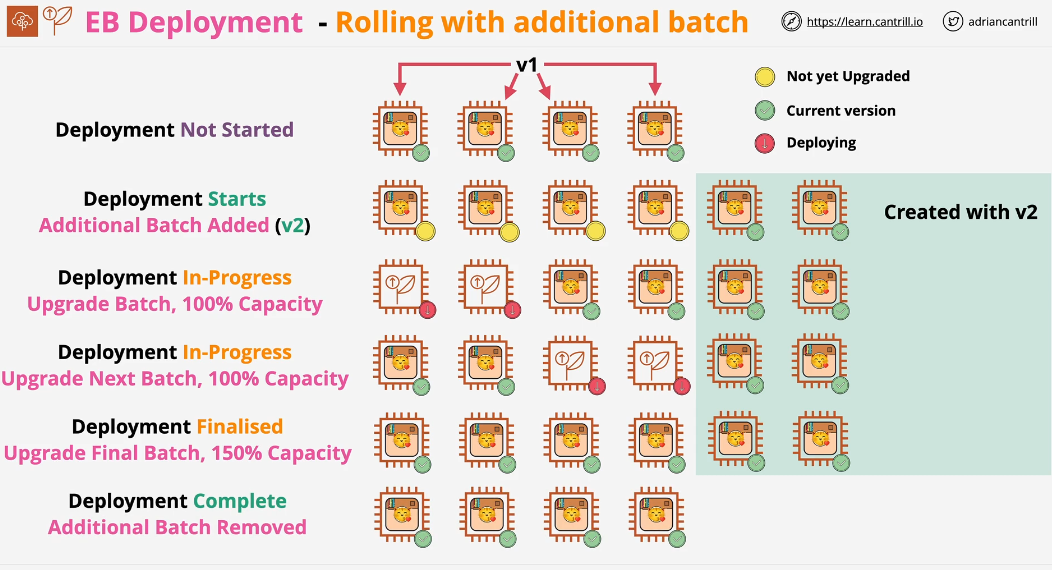 EB Deployment - Rolling with additional batch
https://learn.cantrill.io
adriancantrill
v1
Not yet Upgraded
Current version
Deploying
Deployment Not Started
Deployment Starts
Additional Batch Added (v2)
Created with v2
Deployment In-Progress
Upgrade Batch, 100% Capacity
Deployment In-Progress
Upgrade Next Batch, 100% Capacity
Deployment Finalised
Upgrade Final Batch, 150% Capacity
Deployment Complete
Additional Batch Removed